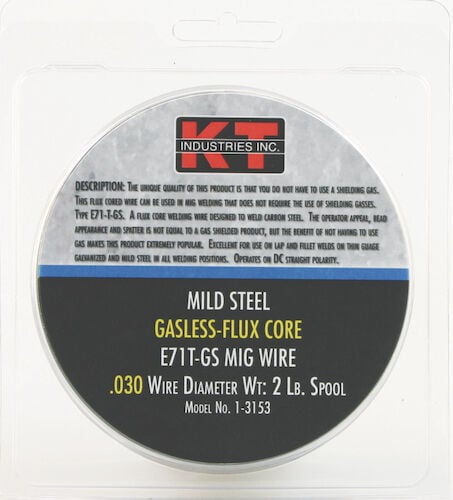 KT
INDUSTRIES INC.
DESCRIPTION: THE UNIQUE QUALITY OF THIS PRODUCT IS THAT YOU DO NOT HAVE TO USE A SHIELDING GAS.
THIS FLUX CORED WIRE CAN BE USED IN MIG WELDING THAT DOES NOT REQUIRE THE USE OF SHIELDING GASSES.
TYPE E71-T-GS. A FLUX CORE WELDING WIRE DESIGNED TO WELD CARBON STEEL. THE OPERATOR APPEAL, BEAD
APPEARANCE AND SPATTER IS NOT EQUAL TO A GAS SHIELDED PRODUCT, BUT THE BENEFIT OF NOT HAVING TO USE
GAS MAKES THIS PRODUCT EXTREMELY POPULAR. EXCELLENT FOR USE ON LAP AND FILLET WELDS ON THIN GUAGE
GALVANIZED AND MILD STEEL IN ALL WELDING POSITIONS. OPERATES ON DC STRAIGHT POLARITY.
MILD STEEL
GASLESS-FLUX CORE
E71T-GS MIG WIRE
.030 WIRE DIAMETER WT: 2 LB. SPOOL
MODEL NO. 1-3153